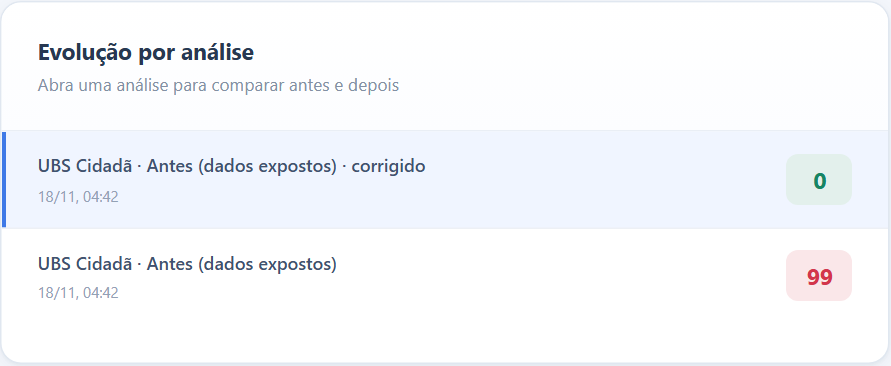 Evolução por análise
Abra uma análise para comparar antes e depois
UBS Cidadã · Antes (dados expostos) · corrigido
18/11, 04:42
0
UBS Cidadã · Antes (dados expostos)
18/11, 04:42
99